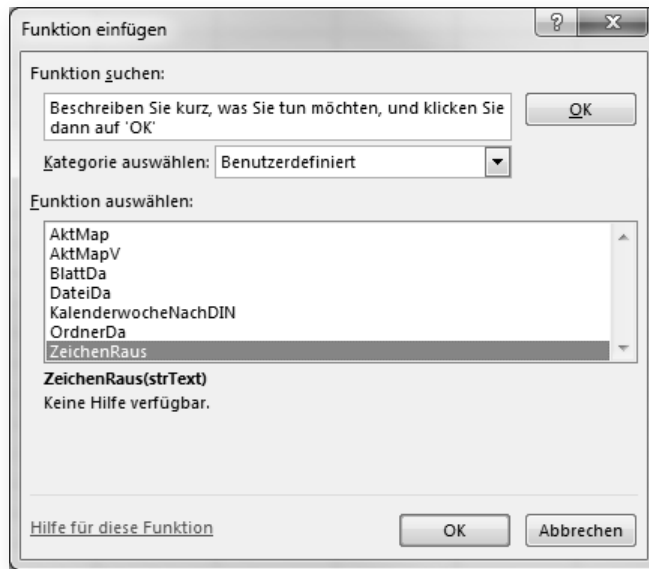 Funktion einfügen
?
X
Funktion suchen:
Beschreiben Sie kurz, was Sie tun möchten, und klicken Sie
dann auf 'OK'
OK
Kategorie auswählen: Benutzerdefiniert
Funktion auswählen:
AktMap
AktMapV
BlattDa
DateiDa
KalenderwocheNachDIN
OrdnerDa
ZeichenRaus
ZeichenRaus(strText)
Keine Hilfe verfügbar.
Hilfe für diese Funktion
OK
Abbrechen